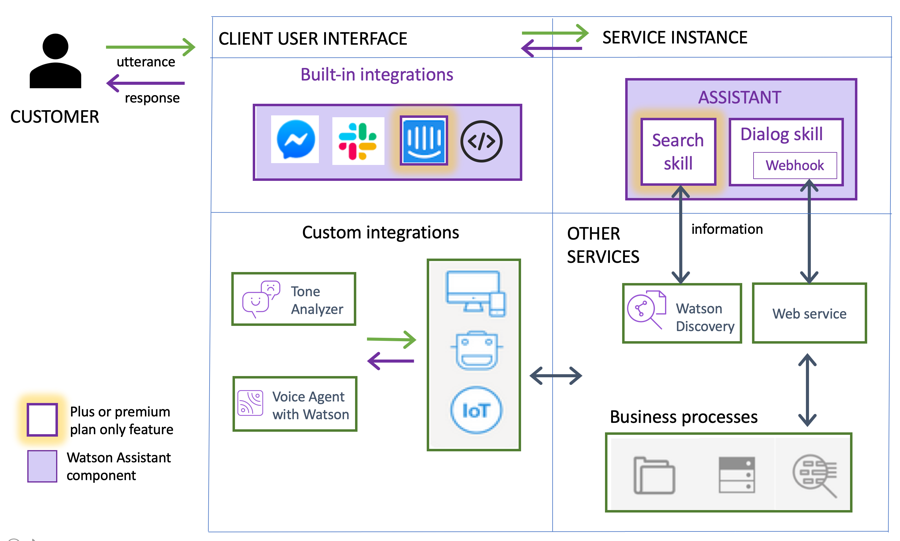 CLIENT USER INTERFACE
SERVICE INSTANCE
utterance
response
CUSTOMER
Built-in integrations
ASSISTANT
Search
skill
Dialog skill
Webhook
</>
Custom integrations
OTHER
SERVICES
information
Tone
Analyzer
Watson
Discovery
Web service
Voice Agent
with Watson
IoT
Business processes
Plus or premium
plan only feature
Watson Assistant
component